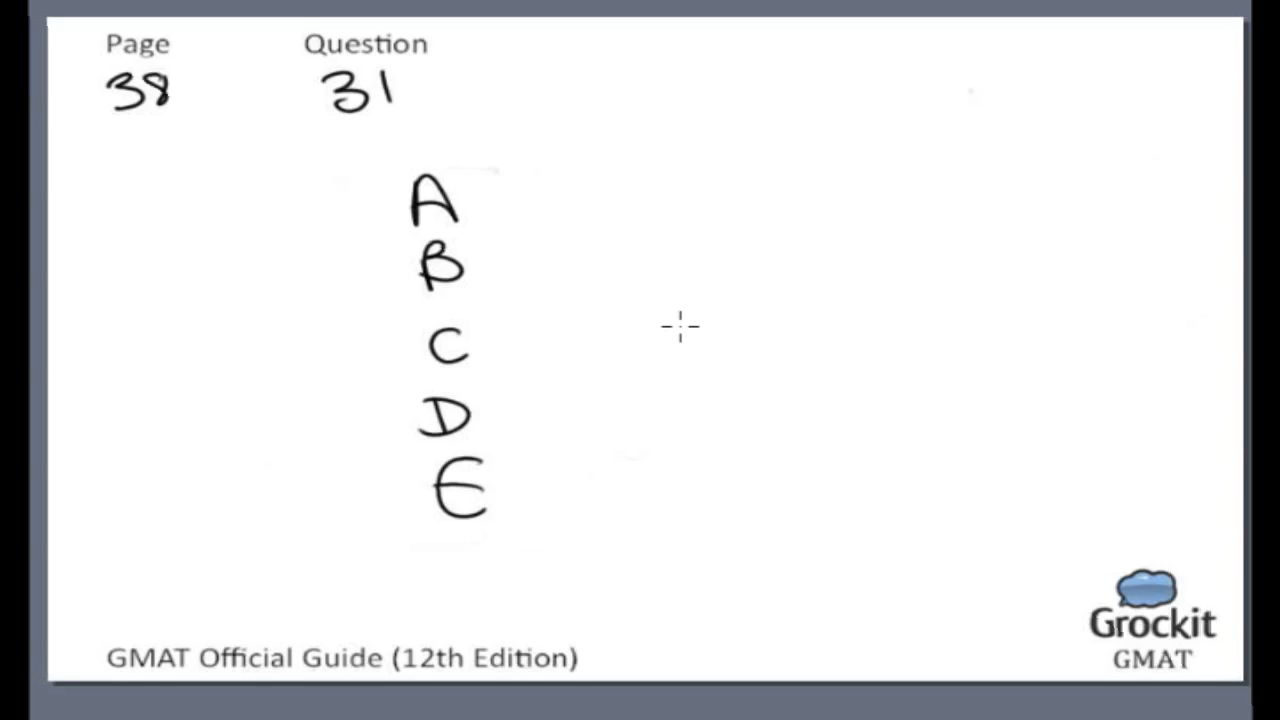 Page Question
38 31
A
B
C
D
E
Grockit
GMAT
GMAT Official Guide (12th Edition)